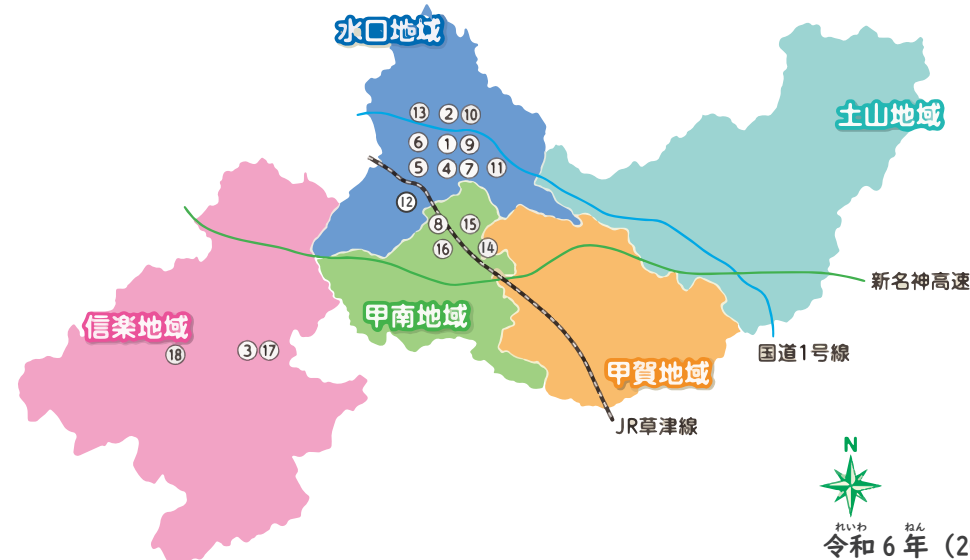 水口地域
土山地域
⑬ ② ⑩
⑥ ① ⑨
⑤ ④ ⑦ ⑪
⑫
⑧ ⑮
⑯ ⑭
新名神高速
甲南地域
信楽地域
⑱ ③ ⑰
国道1号線
甲賀地域
JR草津線
N
れいわ ねん
令和6年（2